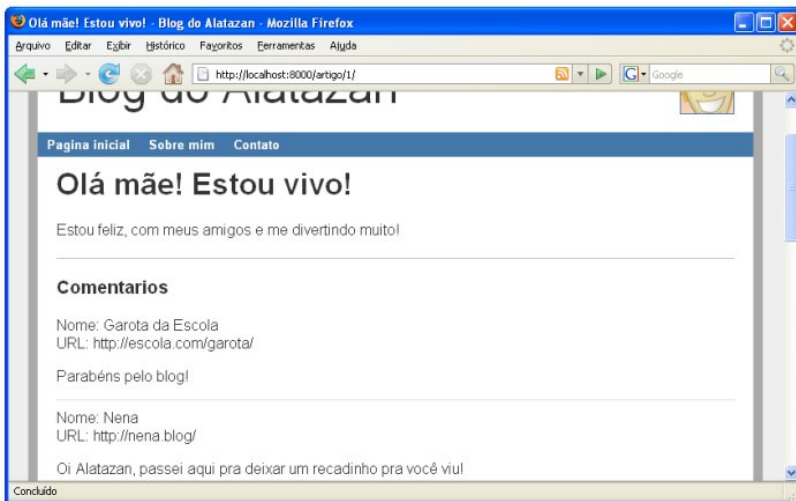 Olá mãe! Estou vivo! - Blog do Alatazan - Mozilla Firefox
Arquivo Editar Exibir Histórico Favoritos Ferramentas Ajuda
http://localhost:8000/artigo/1/ Google
Blog do Alatazan
Pagina inicial Sobre mim Contato
Olá mãe! Estou vivo!
Estou feliz, com meus amigos e me divertindo muito!
Comentarios
Nome: Garota da Escola
URL: http://escola.com/garota/
Parabéns pelo blog!
Nome: Nena
URL: http://nena.blog/
Oi Alatazan, passei aqui pra deixar um recadinho pra você viu!
Concluído